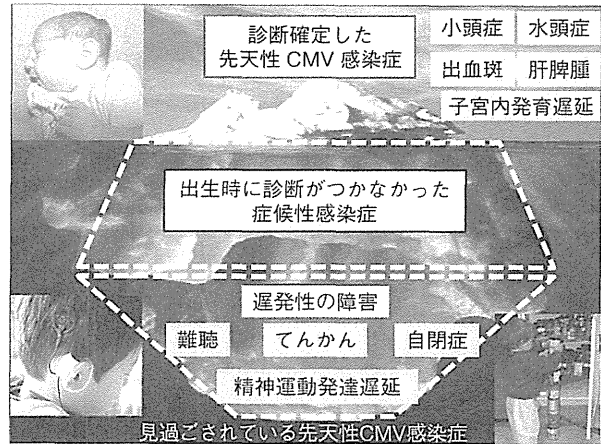 診断確定した
先天性 CMV 感染症
小頭症
水頭症
出血斑
肝脾腫
子宮内発育遅延
出生時に診断がつかなかった
症候性感染症
遅発性の障害
難聴
てんかん
自閉症
精神運動発達遅延
見過ごされている先天性CMV感染症